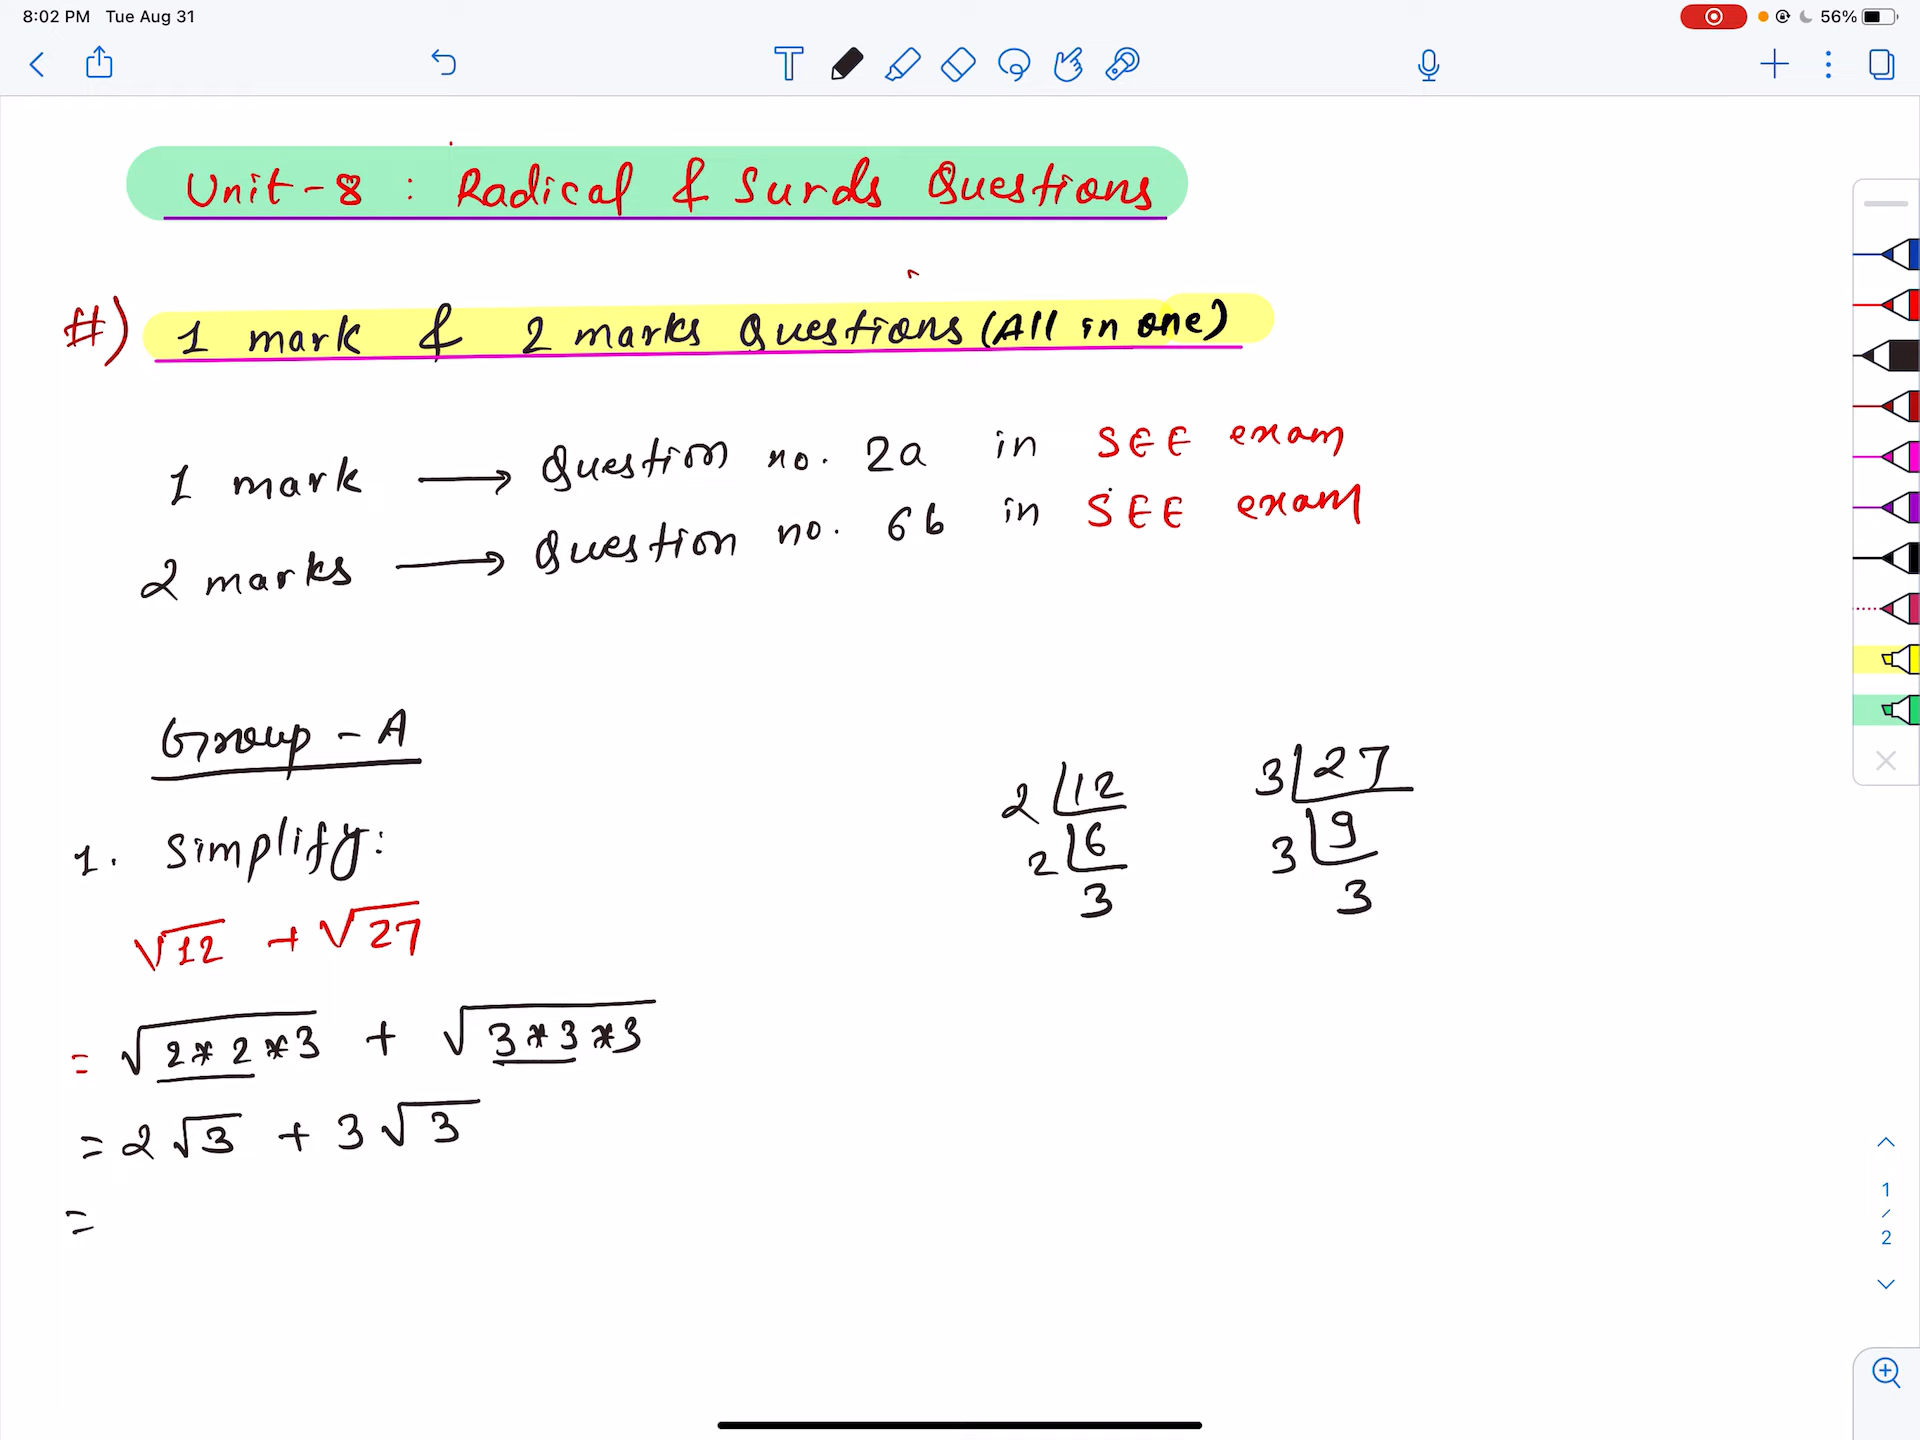 8:02 PM Tue Aug 31
56%
Unit-8 : Radical & Surds Questions
#) 1 mark & 2 marks Questions (All in one)
1 mark → Question no. 2a in SEE exam
2 marks → Question no. 6b in SEE exam
Group - A
1. Simplify:
√12 + √27
= √2*2*3 + √3*3*3
= 2√3 + 3√3
=
2 12
2 6
3
3 27
3 9
3
1
/
2